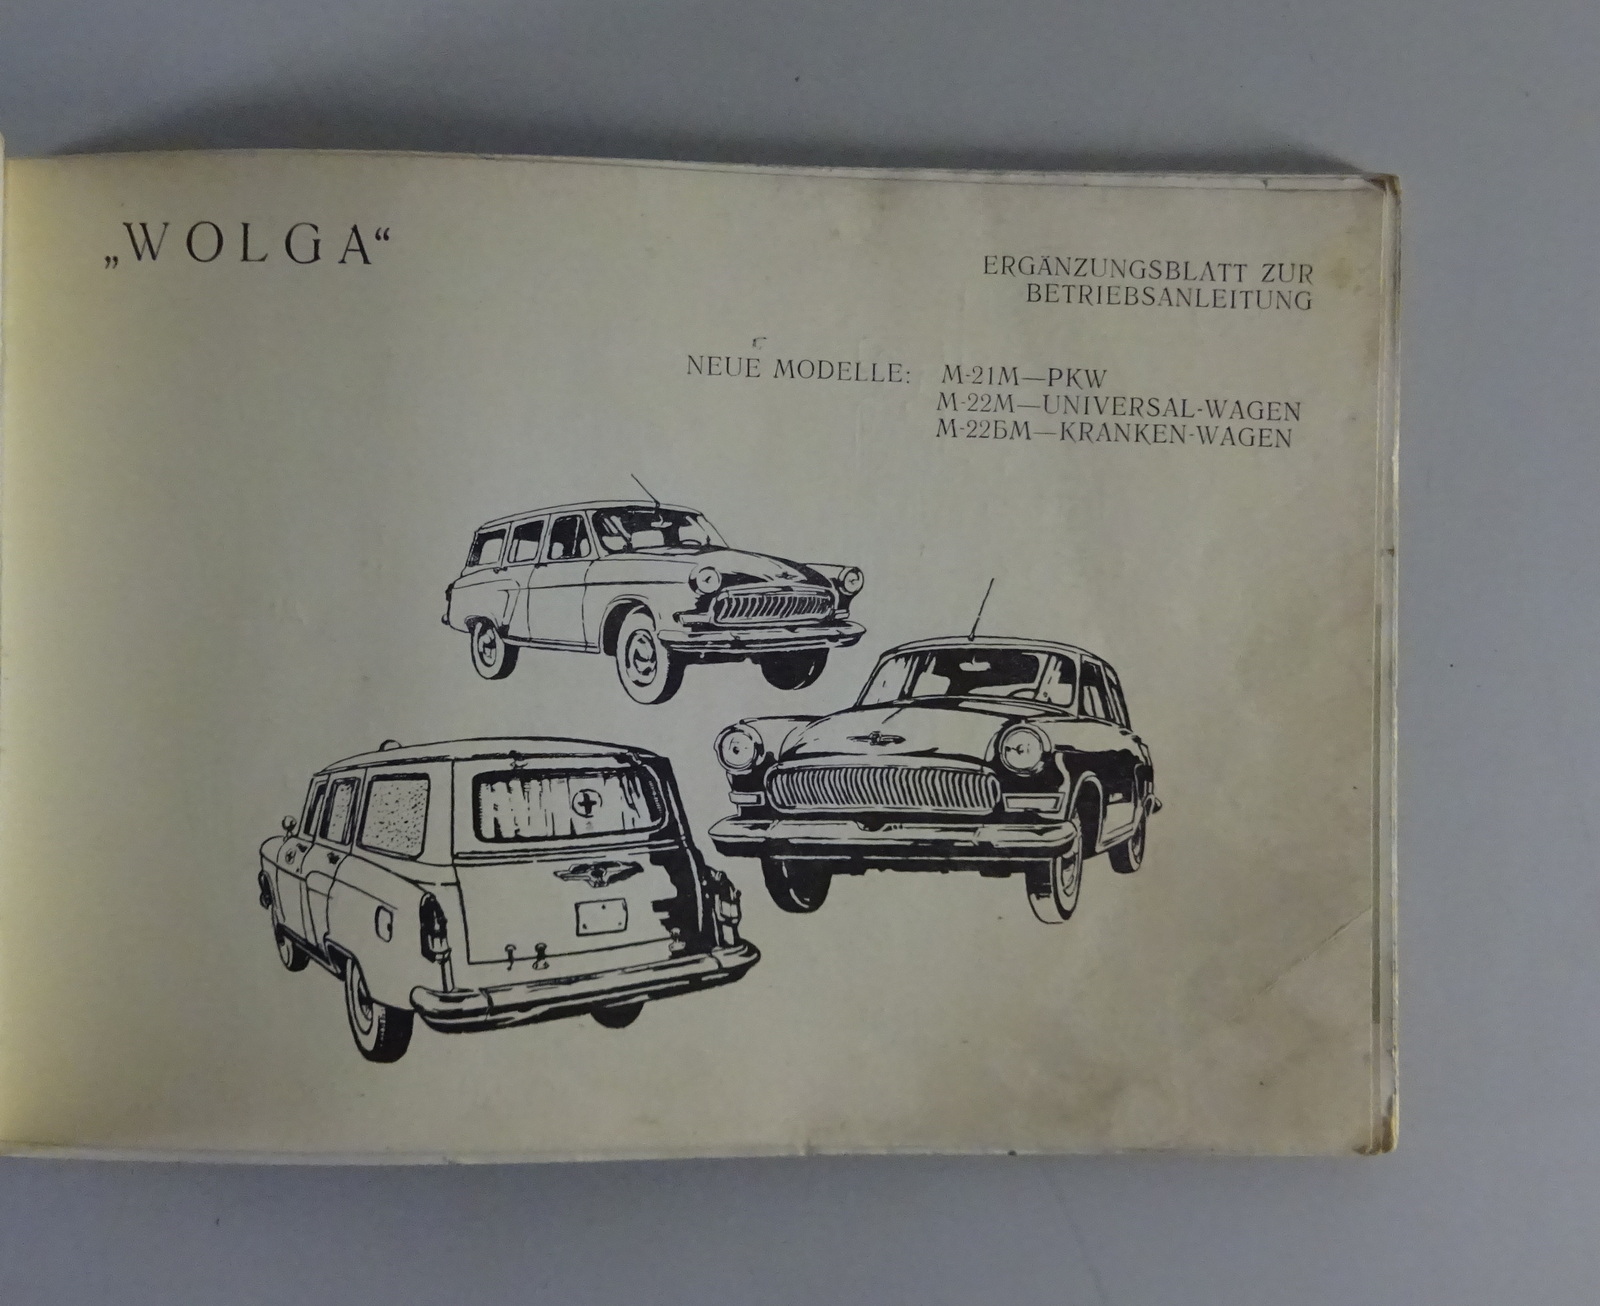 „WOLGA“
ERGÄNZUNGSBLATT ZUR
BETRIEBSANLEITUNG
NEUE MODELLE: M-21M—PKW
M-22M—UNIVERSAL-WAGEN
M-22БM—KRANKEN-WAGEN